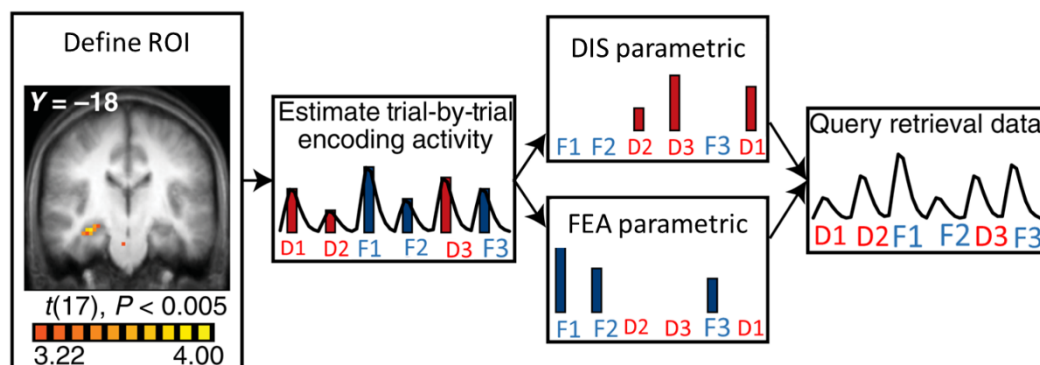 Define ROI
Y = –18
t(17), P < 0.005
3.22 4.00
Estimate trial-by-trial
encoding activity
D1 D2 F1 F2 D3 F3
DIS parametric
F1 F2 D2 D3 F3 D1
FEA parametric
F1 F2 D2 D3 F3 D1
Query retrieval data
D1 D2 F1 F2 D3 F3